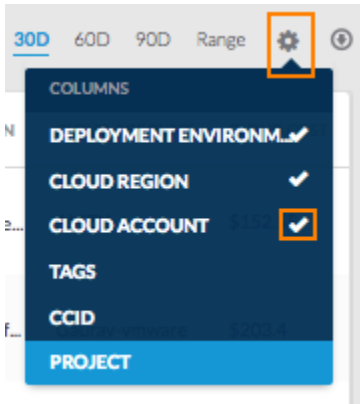 30D 60D 90D Range
COLUMNS
N
DEPLOYMENT ENVIRONM...
CLOUD REGION
e...
CLOUD ACCOUNT
TAGS
CCID
f...
PROJECT